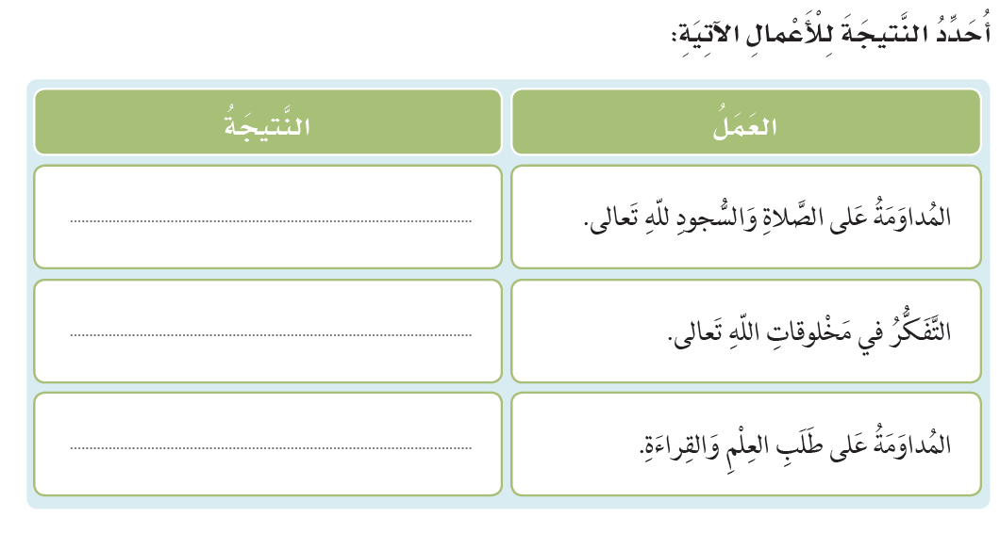 أُحَدِّدُ النَّتيجَةَ لِلْأَعْمالِ الآتِيَةِ:
العَمَلُ
النَّتيجَةُ
المُداوَمَةُ عَلى الصَّلاةِ وَالسُّجودِ للّهِ تَعالى.
التَّفَكُّرُ في مَخْلوقاتِ اللّهِ تَعالى.
المُداوَمَةُ عَلى طَلَبِ العِلْمِ وَالقِراءَةِ.